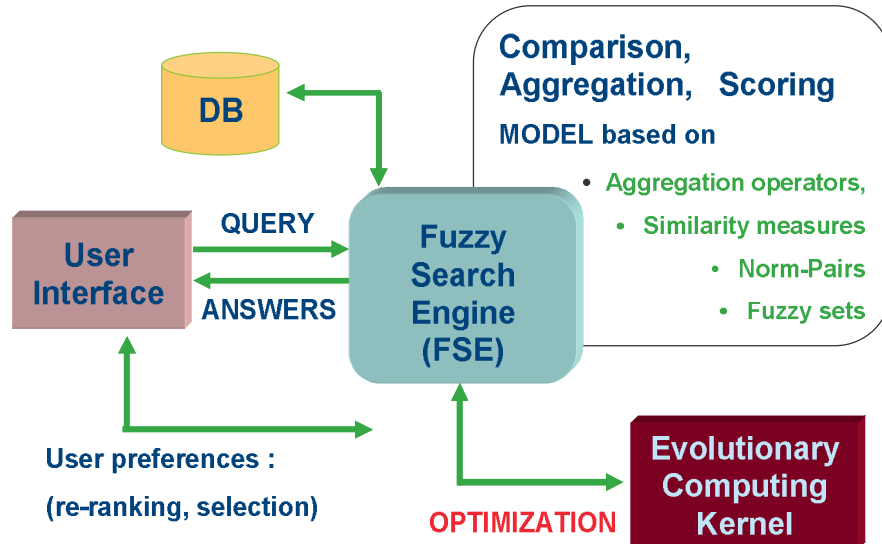 Comparison,
Aggregation, Scoring
MODEL based on
• Aggregation operators,
• Similarity measures
• Norm-Pairs
• Fuzzy sets
DB
QUERY
User
Interface
ANSWERS
Fuzzy
Search
Engine
(FSE)
User preferences :
(re-ranking, selection)
OPTIMIZATION
Evolutionary
Computing
Kernel